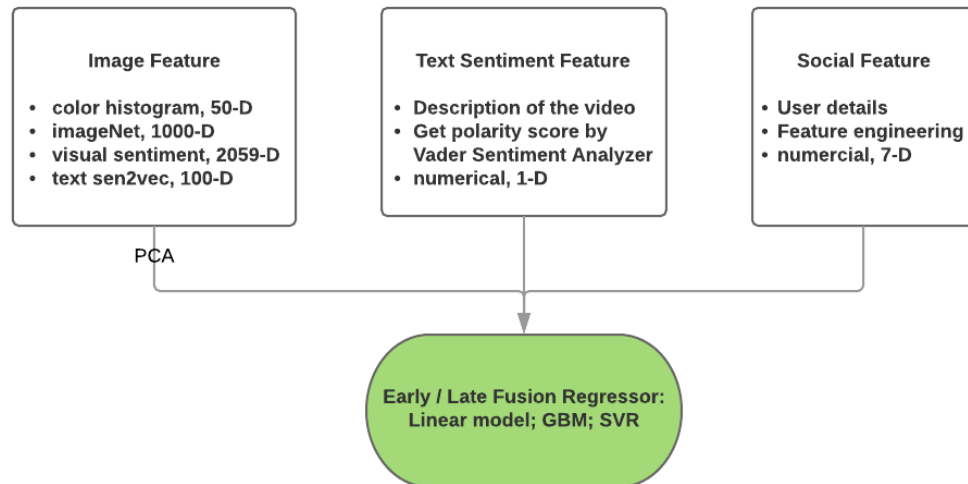 Image Feature
• color histogram, 50-D
• imageNet, 1000-D
• visual sentiment, 2059-D
• text sen2vec, 100-D
Text Sentiment Feature
• Description of the video
• Get polarity score by
Vader Sentiment Analyzer
• numerical, 1-D
Social Feature
• User details
• Feature engineering
• numercial, 7-D
PCA
Early / Late Fusion Regressor:
Linear model; GBM; SVR